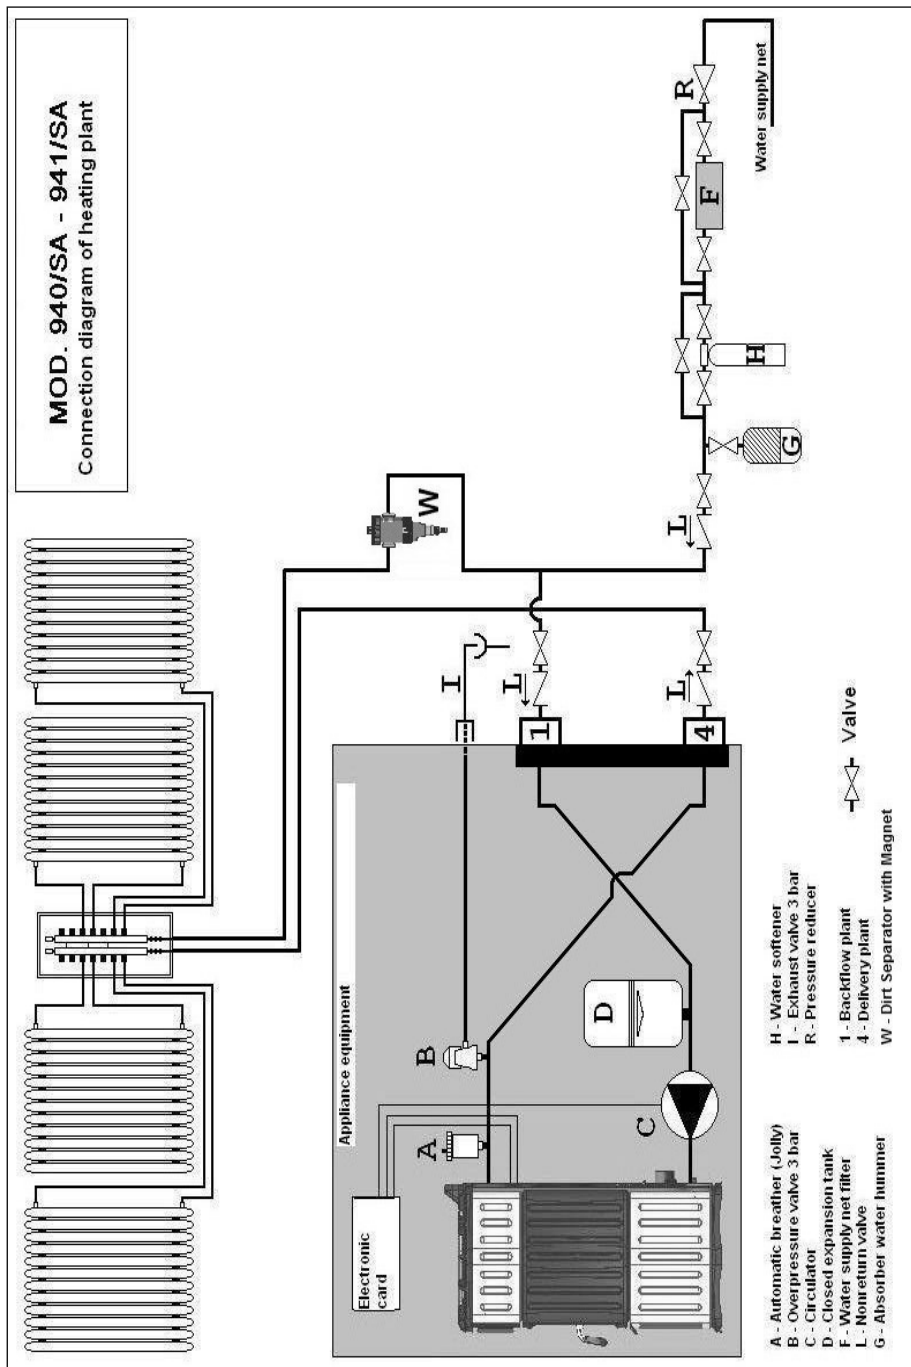 MOD. 940/SA - 941/SA
Connection diagram of heating plant
Water supply net
R
F
H
G
L
W
I
L
1
L
4
Appliance equipment
B
D
A
C
Electronic
card
A - Automatic breather (Jolly)
B - Overpressure valve 3 bar
C - Circulator
D - Closed expansion tank
F - Water supply net filter
L - Nonreturn valve
G - Absorber water hummer
H - Water softener
I - Exhaust valve 3 bar
R - Pressure reducer
1 - Backflow plant
4 - Delivery plant
W - Dirt Separator with Magnet
Valve